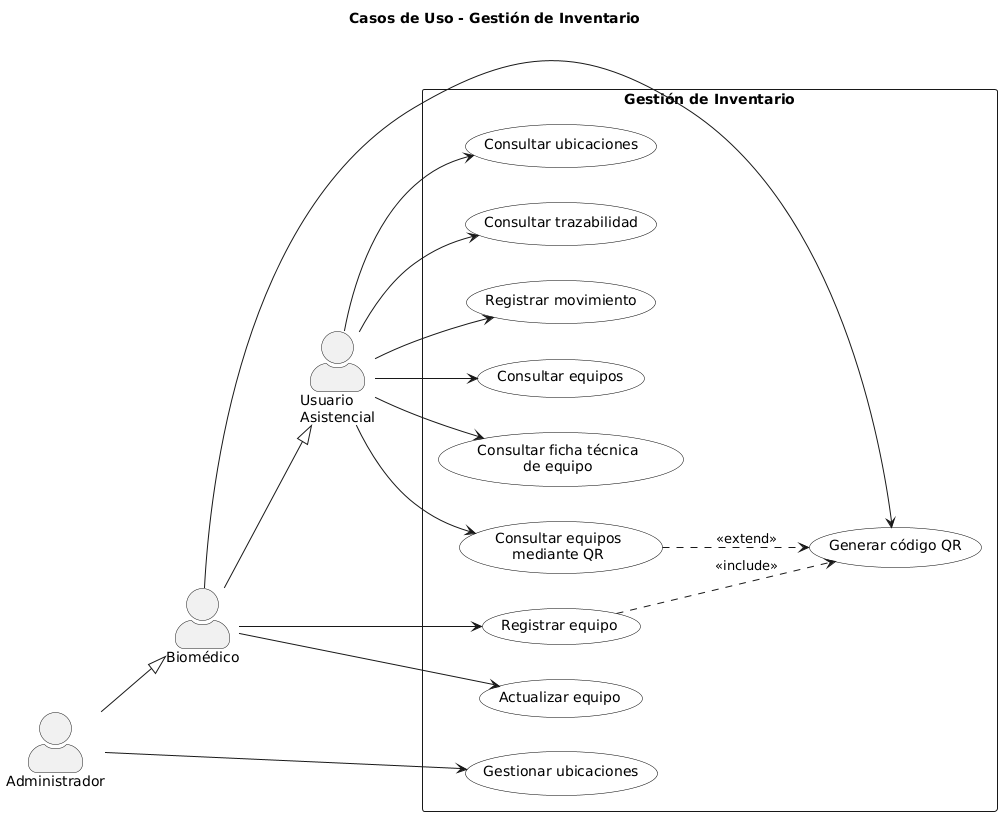 Casos de Uso - Gestión de Inventario
Gestión de Inventario
Consultar ubicaciones
Consultar trazabilidad
Registrar movimiento
Consultar equipos
Usuario
Asistencial
Consultar ficha técnica
de equipo
Consultar equipos
mediante QR
«extend»
Generar código QR
«include»
Registrar equipo
Biomédico
Actualizar equipo
Gestionar ubicaciones
Administrador